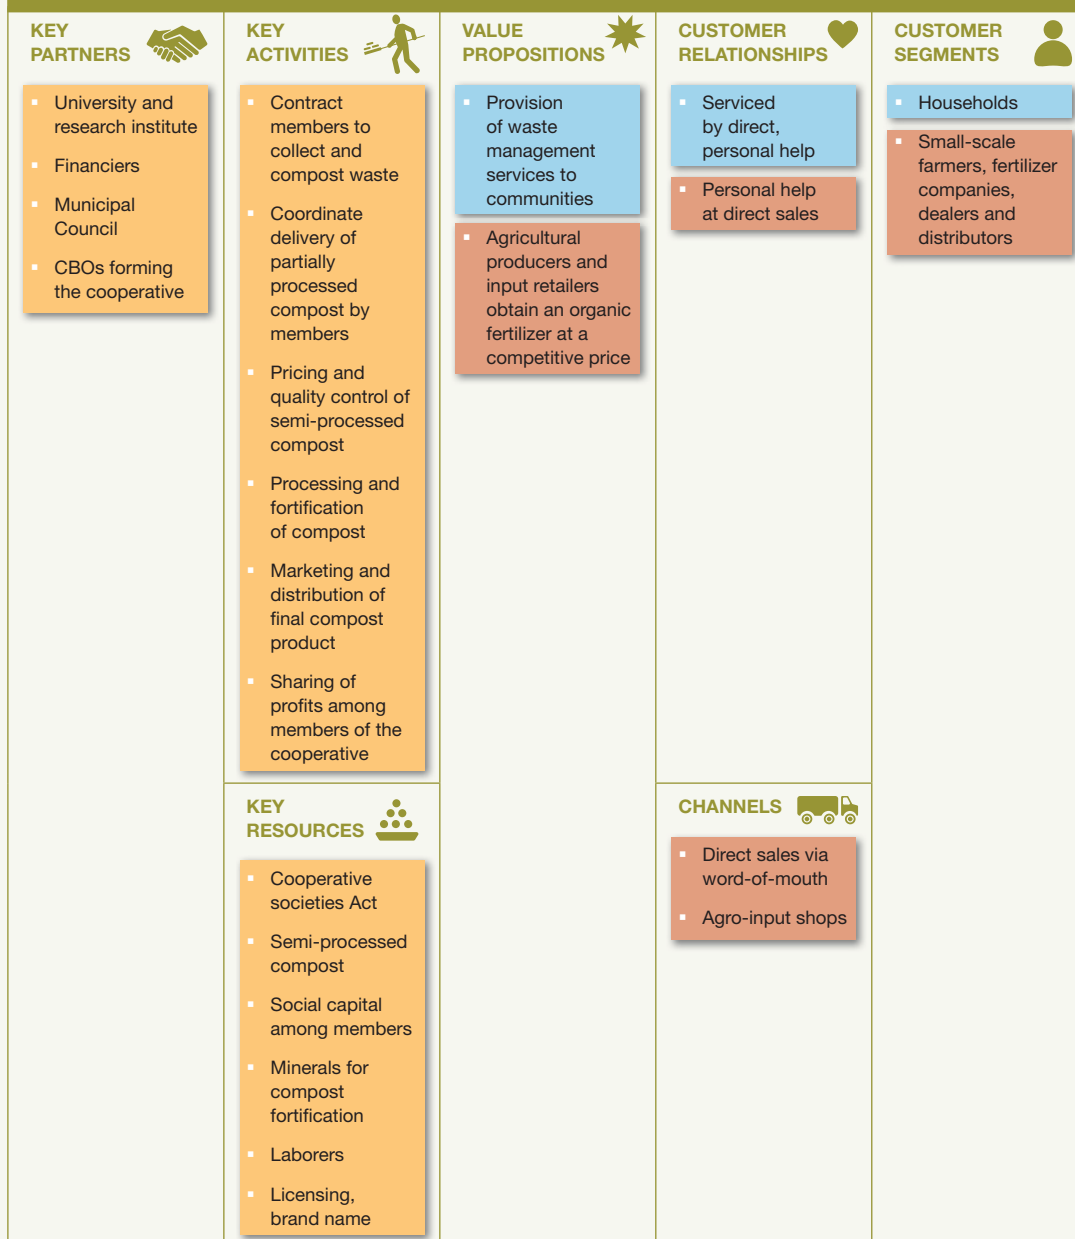 KEY
PARTNERS
University and
research institute
Financiers
Municipal
Council
CBOs forming
the cooperative
KEY
ACTIVITIES
Contract
members to
collect and
compost waste
Coordinate
delivery of
partially
processed
compost by
members
Pricing and
quality control of
semi-processed
compost
Processing and
fortification
of compost
Marketing and
distribution of
final compost
product
Sharing of
profits among
members of the
cooperative
KEY
RESOURCES
Cooperative
societies Act
Semi-processed
compost
Social capital
among members
Minerals for
compost
fortification
Laborers
Licensing,
brand name
VALUE
PROPOSITIONS
Provision
of waste
management
services to
communities
Agricultural
producers and
input retailers
obtain an organic
fertilizer at a
competitive price
CUSTOMER
RELATIONSHIPS
Serviced
by direct,
personal help
Personal help
at direct sales
CHANNELS
Direct sales via
word-of-mouth
Agro-input shops
CUSTOMER
SEGMENTS
Households
Small-scale
farmers, fertilizer
companies,
dealers and
distributors